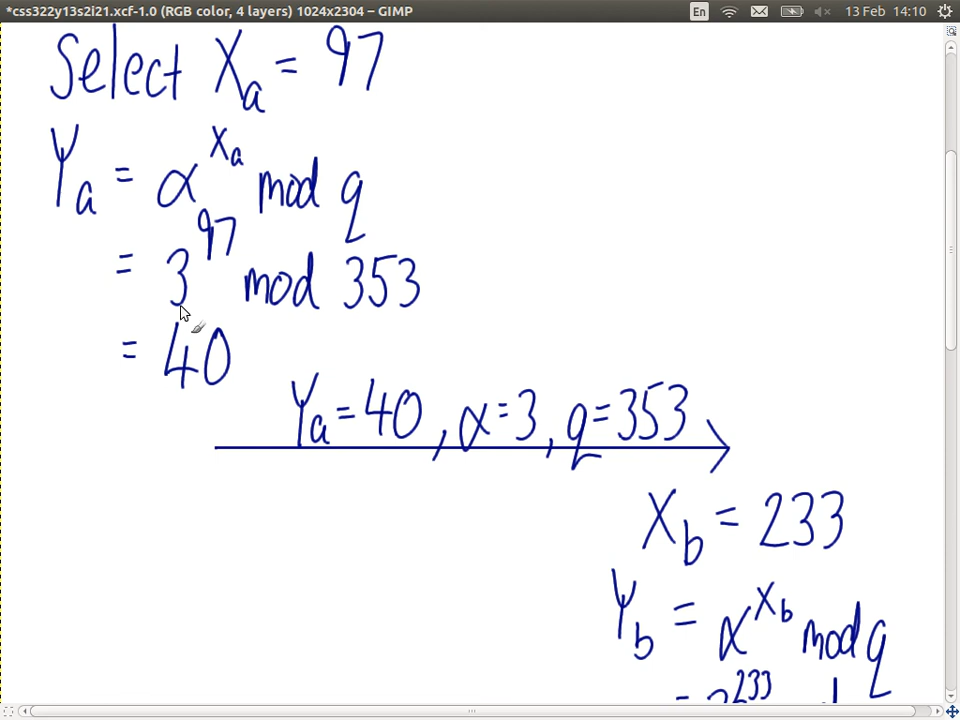 *css322y13s2i21.xcf-1.0 (RGB color, 4 layers) 1024x2304 – GIMP
En
13 Feb 14:10
Select Xa = 97
Ya = α^Xa mod q
= 3^97 mod 353
= 40
Ya=40, α=3, q=353
Xb = 233
Yb = α^Xb mod q